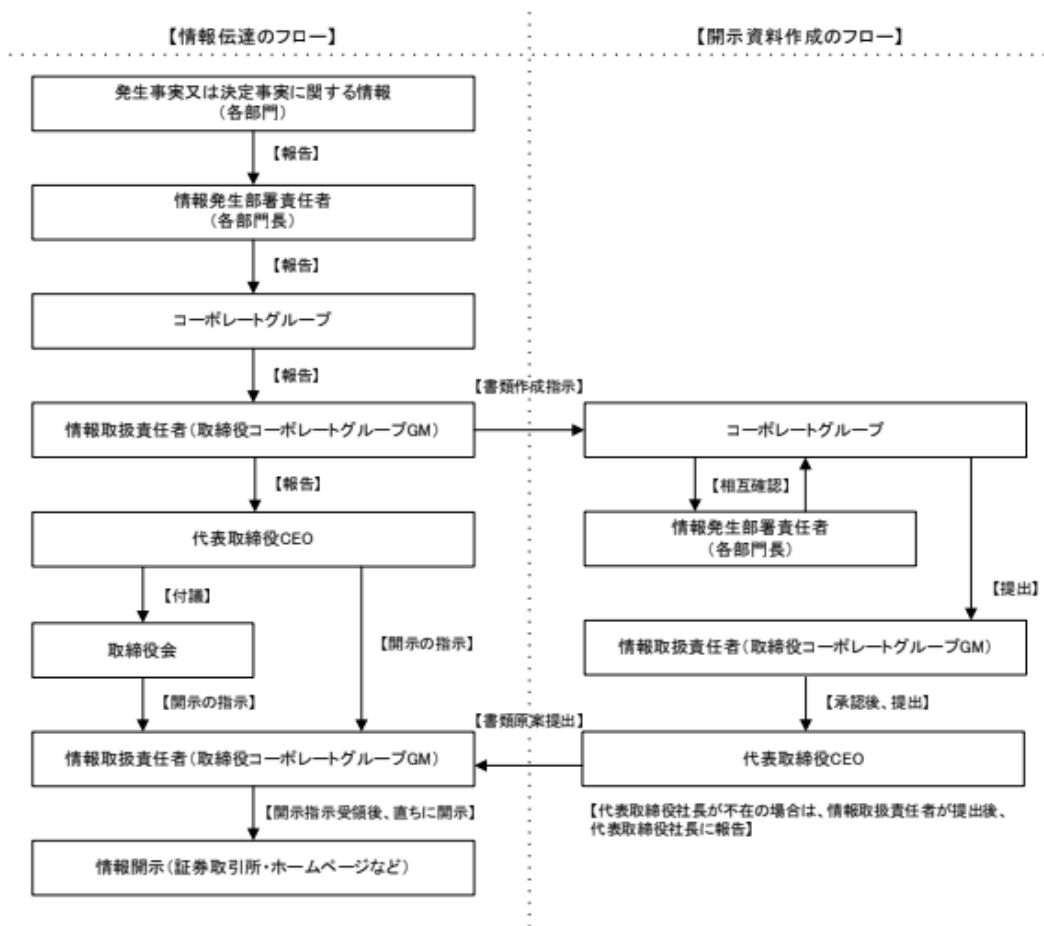 【情報伝達のフロー】
発生事実又は決定事実に関する情報
(各部門)
【報告】
情報発生部署責任者
(各部門長)
【報告】
コーポレートグループ
【報告】
情報取扱責任者(取締役コーポレートグループGM)
【報告】
代表取締役CEO
【付議】
取締役会
【開示の指示】
【開示の指示】
情報取扱責任者(取締役コーポレートグループGM)
【開示指示受領後、直ちに開示】
情報開示(証券取引所・ホームページなど)
【開示資料作成のフロー】
【書類作成指示】
コーポレートグループ
【相互確認】
情報発生部署責任者
(各部門長)
【提出】
情報取扱責任者(取締役コーポレートグループGM)
【承認後、提出】
代表取締役CEO
【書類原案提出】
【代表取締役社長が不在の場合は、情報取扱責任者が提出後、
代表取締役社長に報告】